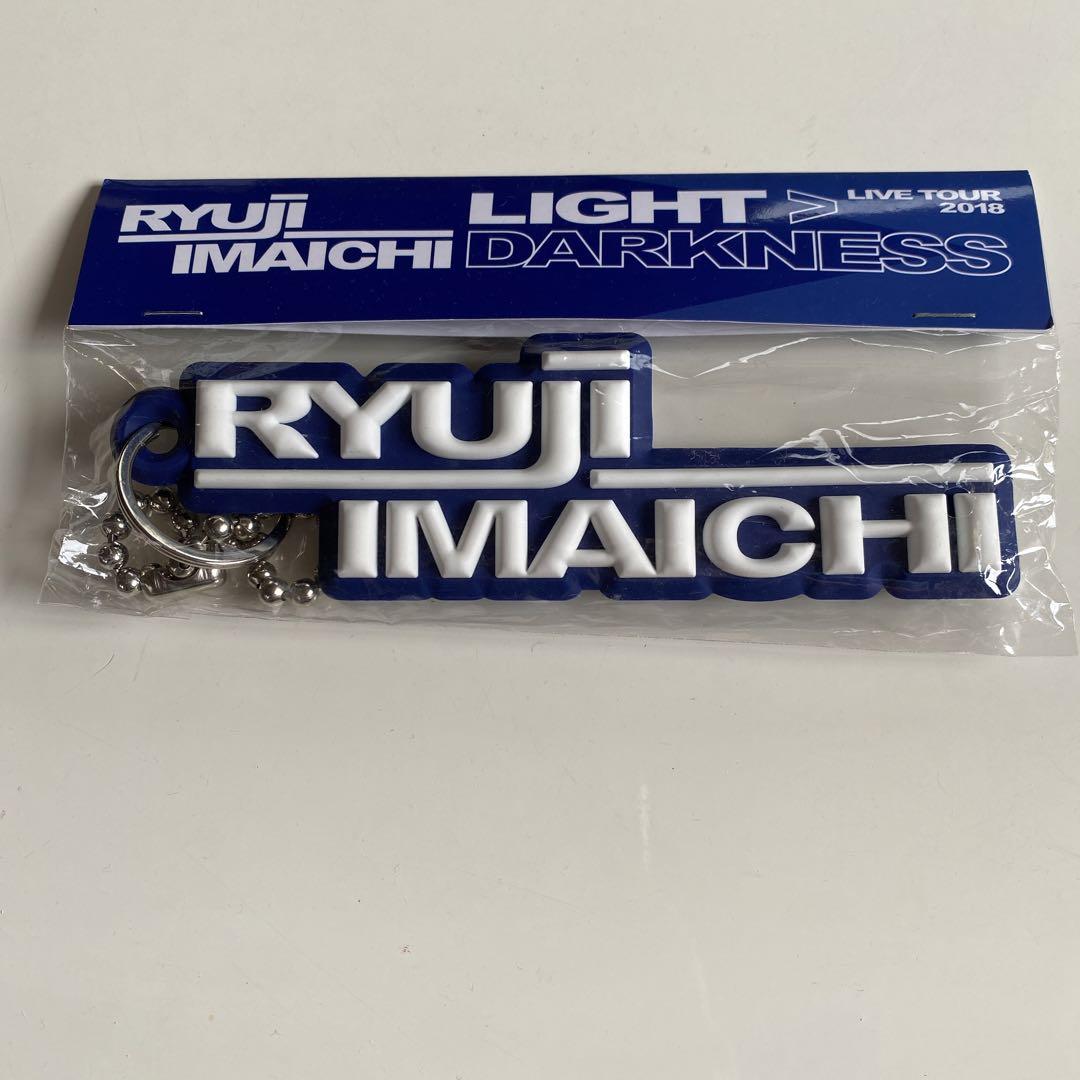 RYUJi
IMAICHI
LIGHT >
DARKNESS
LIVE TOUR
2018
RYUJi
IMAICHI